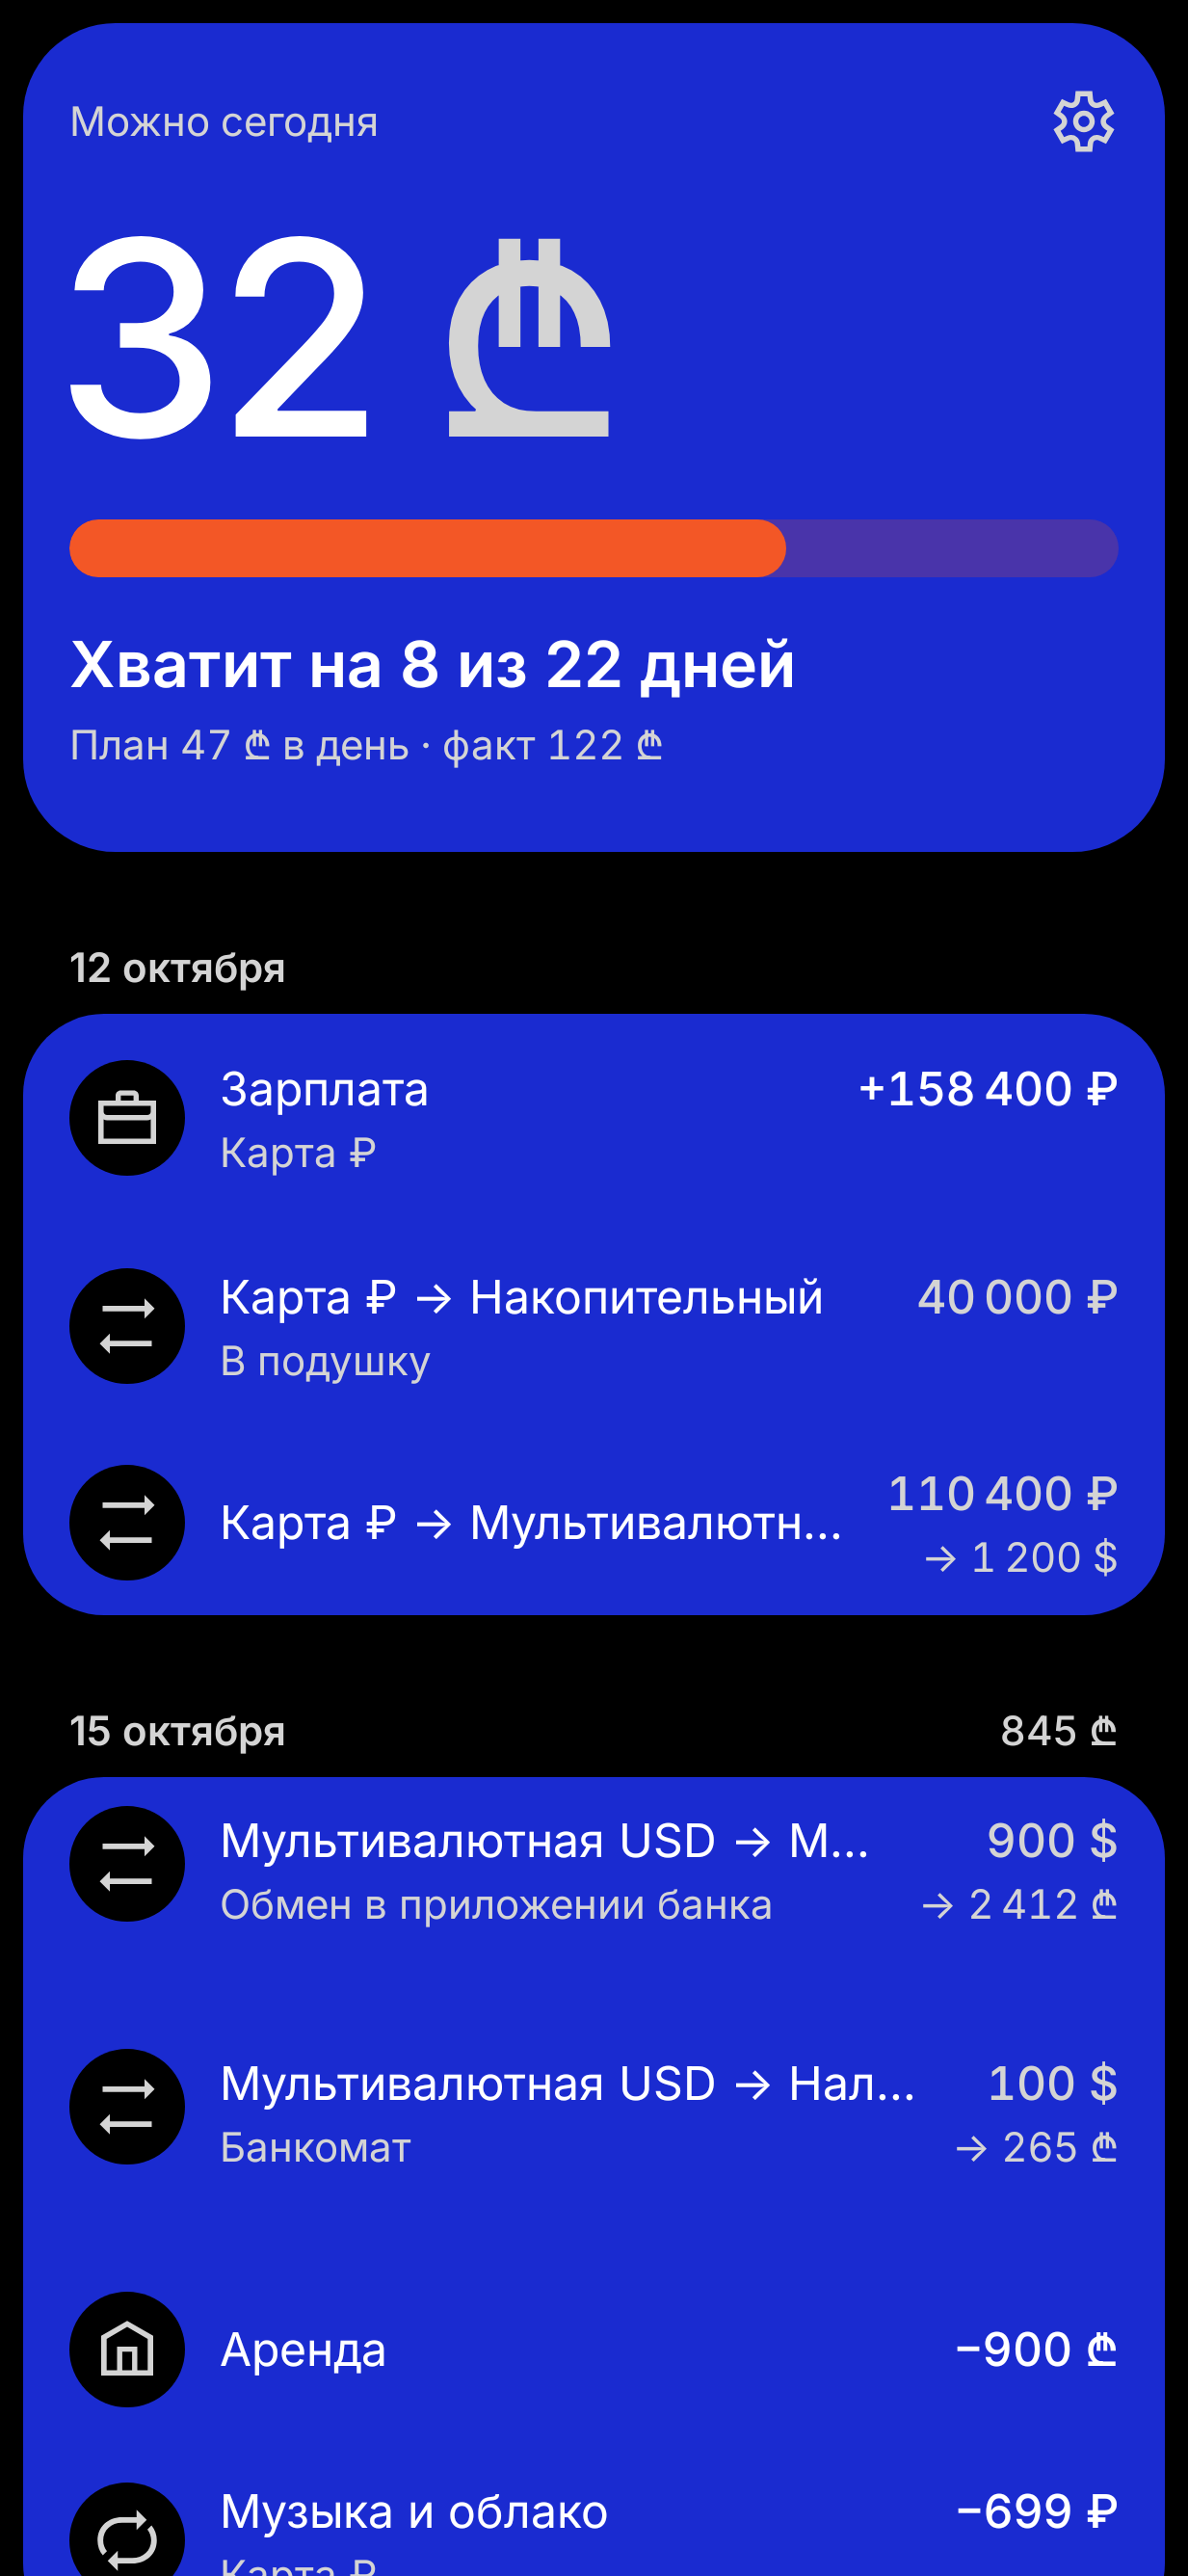 Можно сегодня
32 ₾
Хватит на 8 из 22 дней
План 47 ₾ в день · факт 122 ₾
12 октября
Зарплата +158 400 ₽
Карта ₽
Карта ₽ → Накопительный 40 000 ₽
В подушку
Карта ₽ → Мультивалютн... 110 400 ₽
→ 1 200 $
15 октября 845 ₾
Мультивалютная USD → М... 900 $
Обмен в приложении банка → 2 412 ₾
Мультивалютная USD → Нал... 100 $
Банкомат → 265 ₾
Аренда −900 ₾
Музыка и облако −699 ₽
Карта ₽